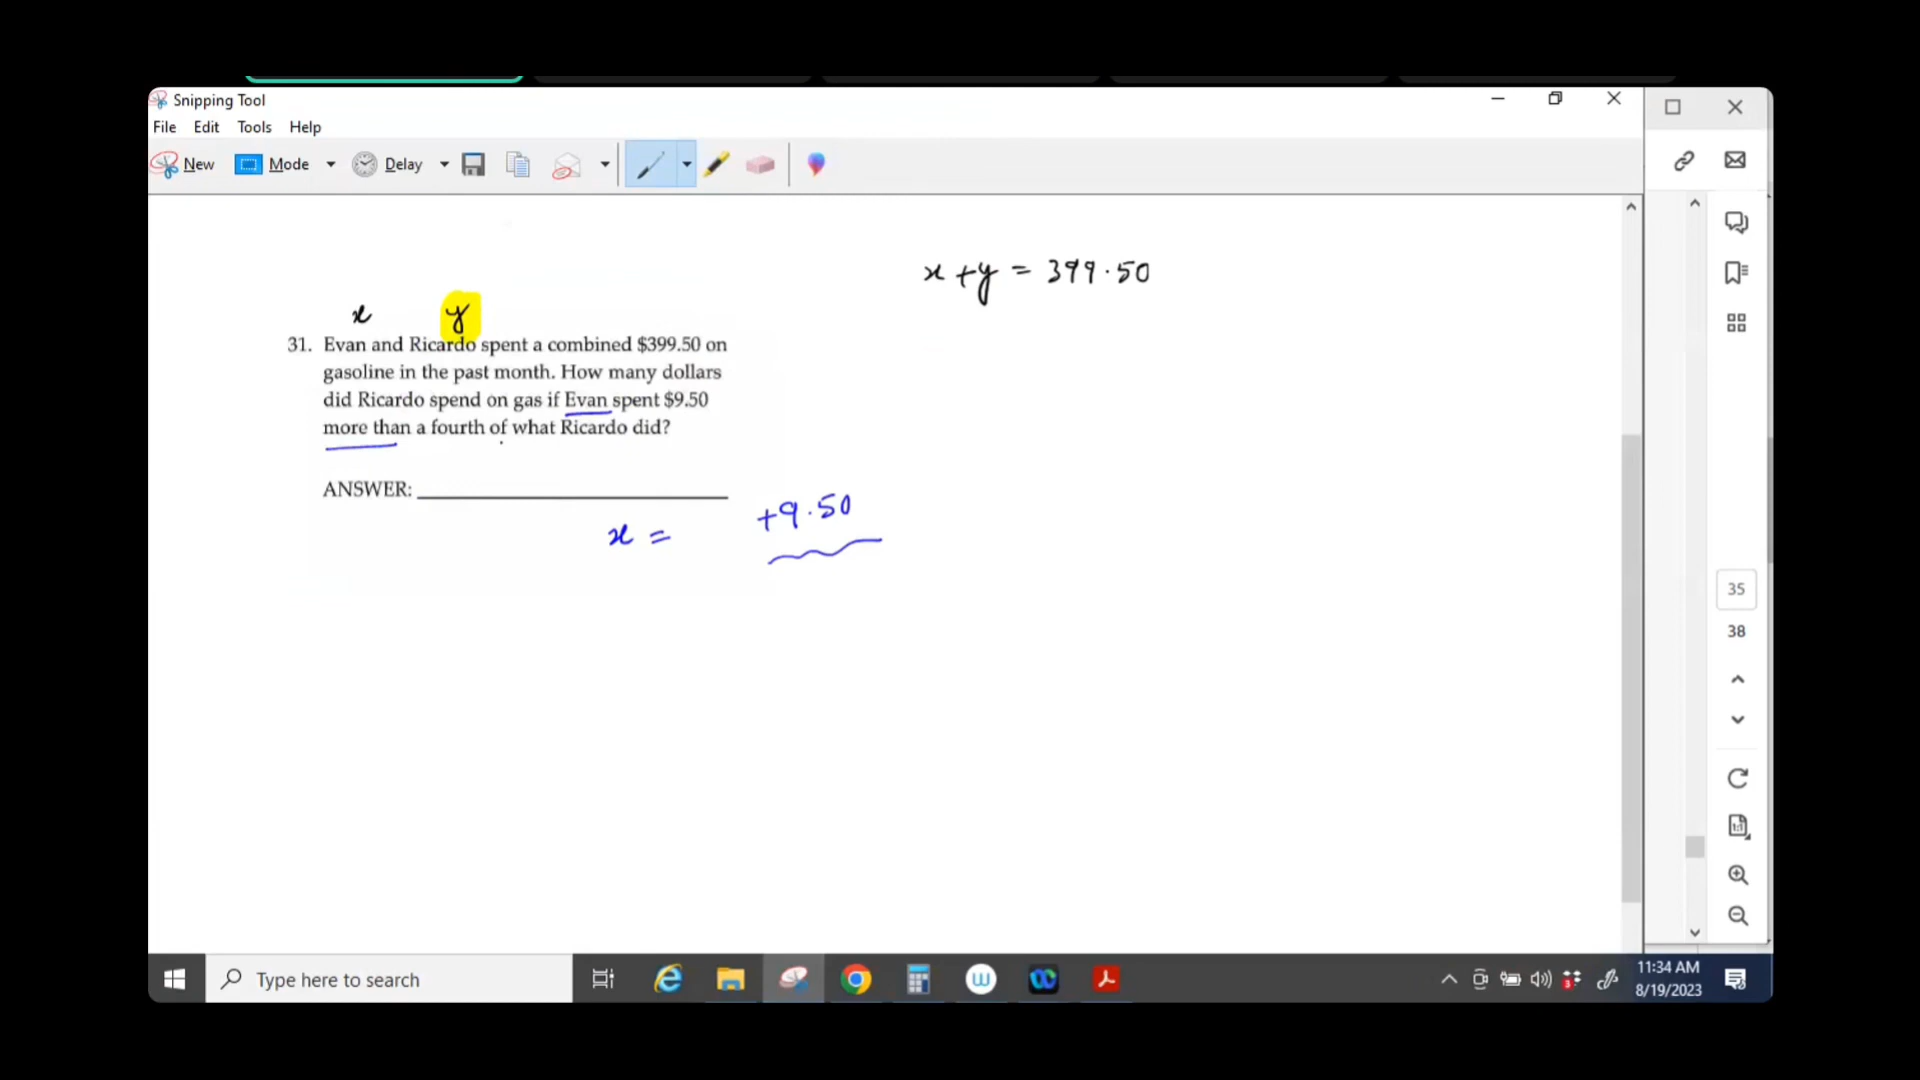 Snipping Tool
File Edit Tools Help
New Mode Delay
x + y = 399.50
x y
31. Evan and Ricardo spent a combined $399.50 on
gasoline in the past month. How many dollars
did Ricardo spend on gas if Evan spent $9.50
more than a fourth of what Ricardo did?
ANSWER:
x = +9.50
35
38
Type here to search
11:34 AM
8/19/2023